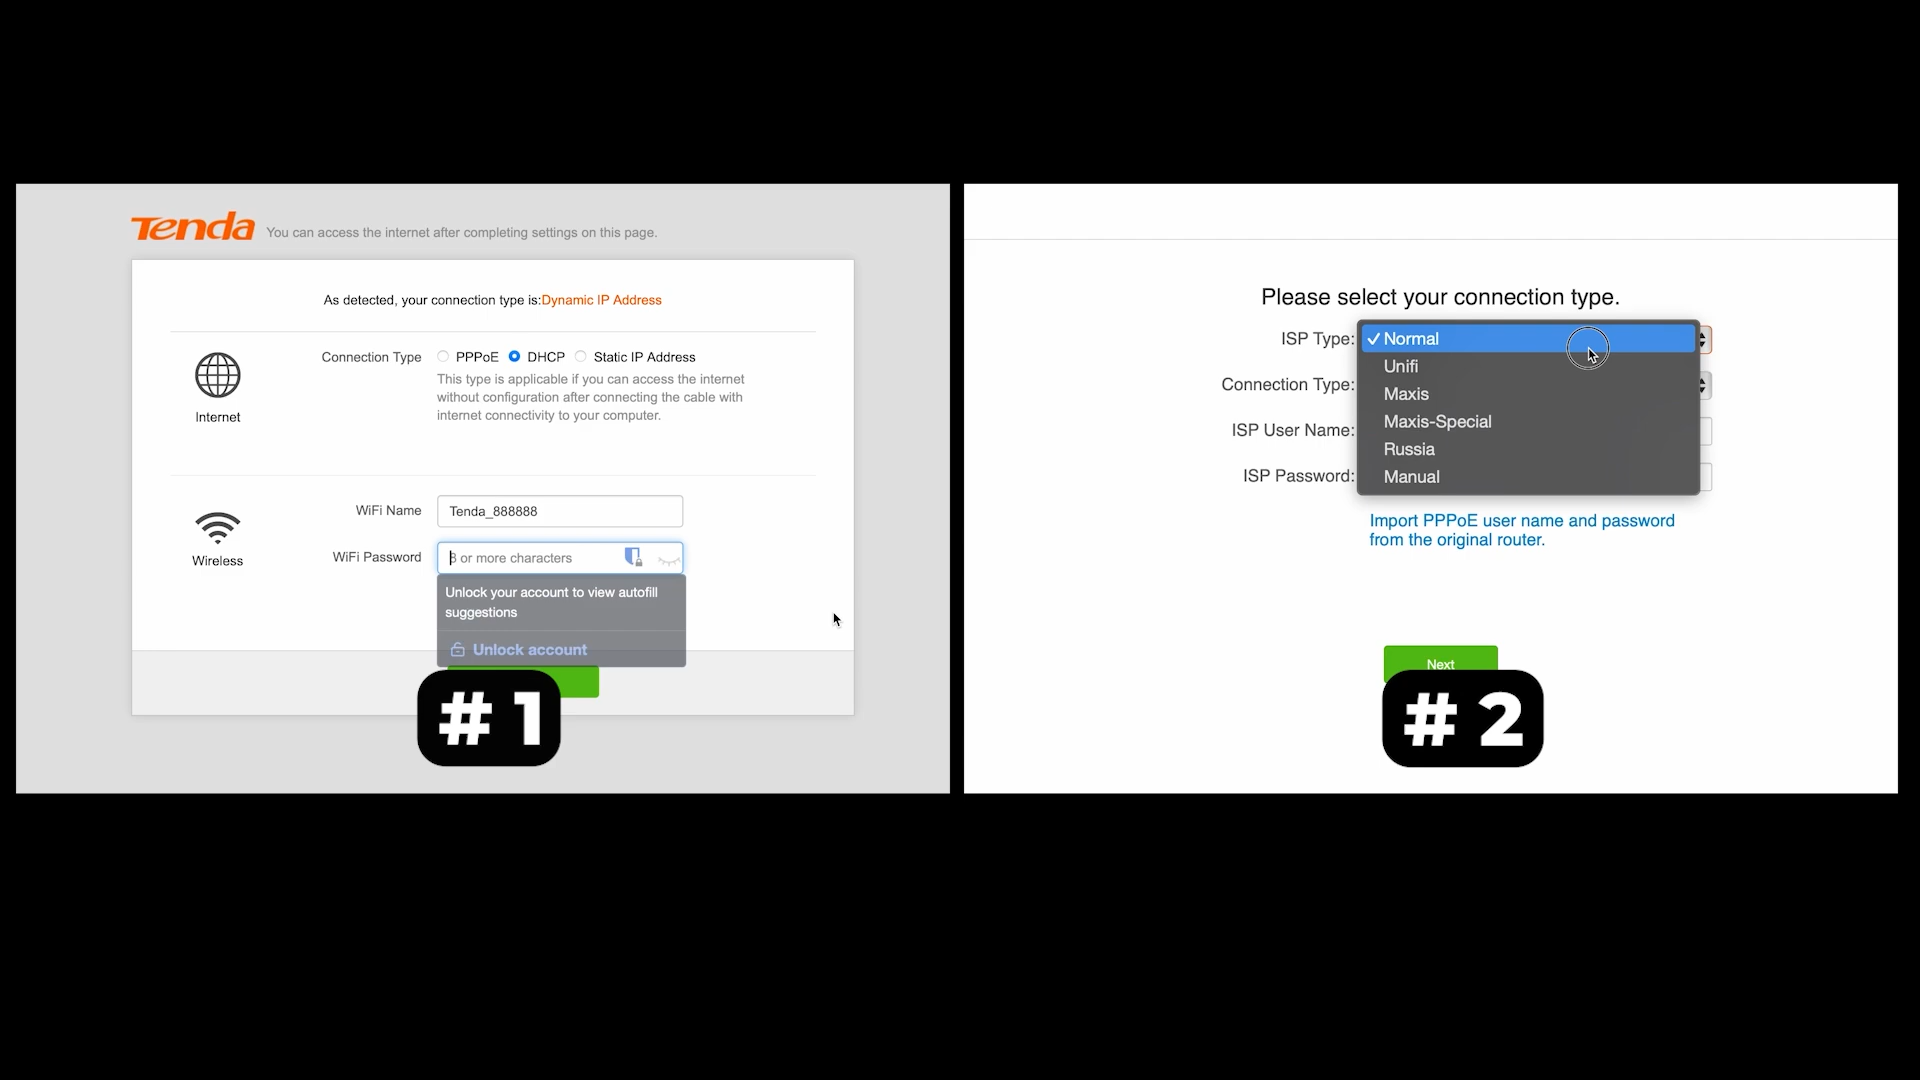 Tenda You can access the internet after completing settings on this page.
As detected, your connection type is:Dynamic IP Address
Connection Type PPPoE DHCP Static IP Address
This type is applicable if you can access the internet
without configuration after connecting the cable with
internet connectivity to your computer.
Internet
WiFi Name Tenda_888888
WiFi Password 8 or more characters
Wireless
Unlock your account to view autofill
suggestions
Unlock account
#1
Please select your connection type.
ISP Type: ✓ Normal
Unifi
Connection Type:
Maxis
Maxis-Special
ISP User Name:
Russia
ISP Password: Manual
Import PPPoE user name and password
from the original router.
Next
#2